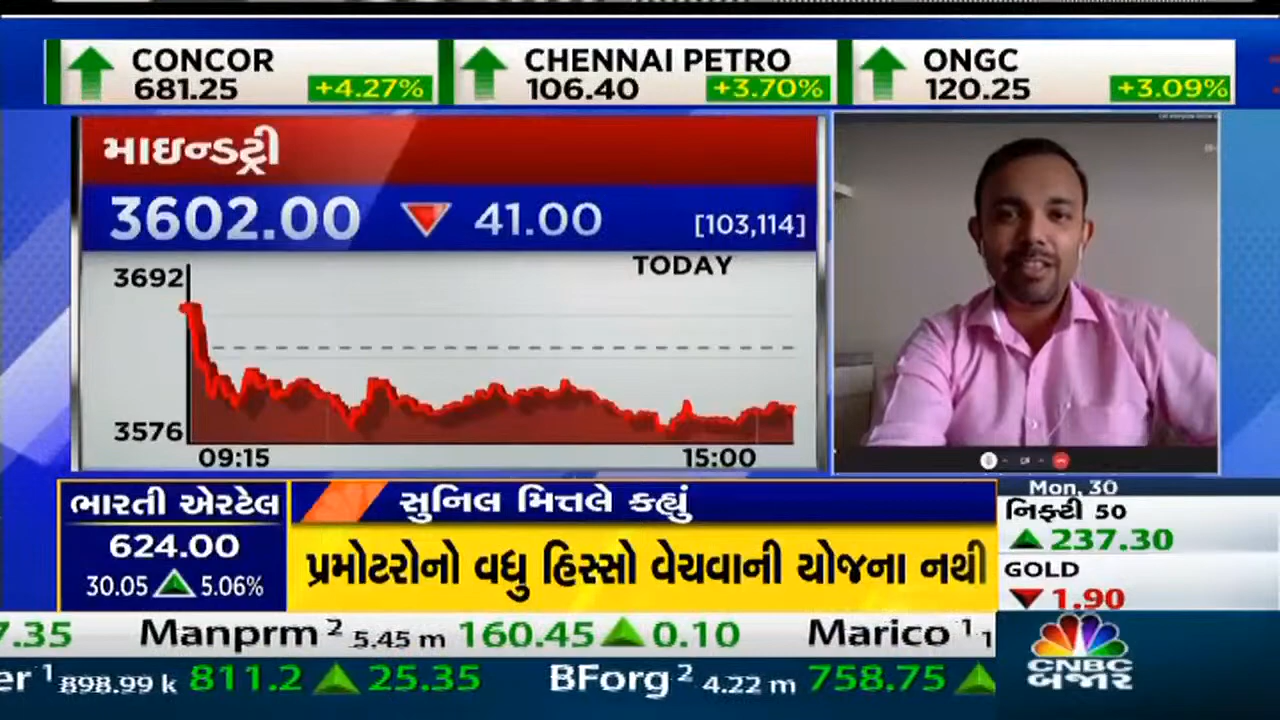 CONCOR
681.25 +4.27%
CHENNAI PETRO
106.40 +3.70%
ONGC
120.25 +3.09%
માઇન્ડટ્રી
3602.00 41.00 [103,114]
TODAY
3692
3576
09:15 15:00
ભારતી એરટેલ
624.00
30.05 5.06%
સુનિલ મિત્તલે કહ્યું
પ્રમોટરોનો વધુ હિસ્સો વેચવાની યોજના નથી
Mon, 30
નિફ્ટી 50
237.30
GOLD
1.90
7.35 Manprm 2 5.45 m 160.45 0.10 Marico 1 1
er 1 898.99 k 811.2 25.35 BForg 2 4.22 m 758.75
CNBC
બજાર